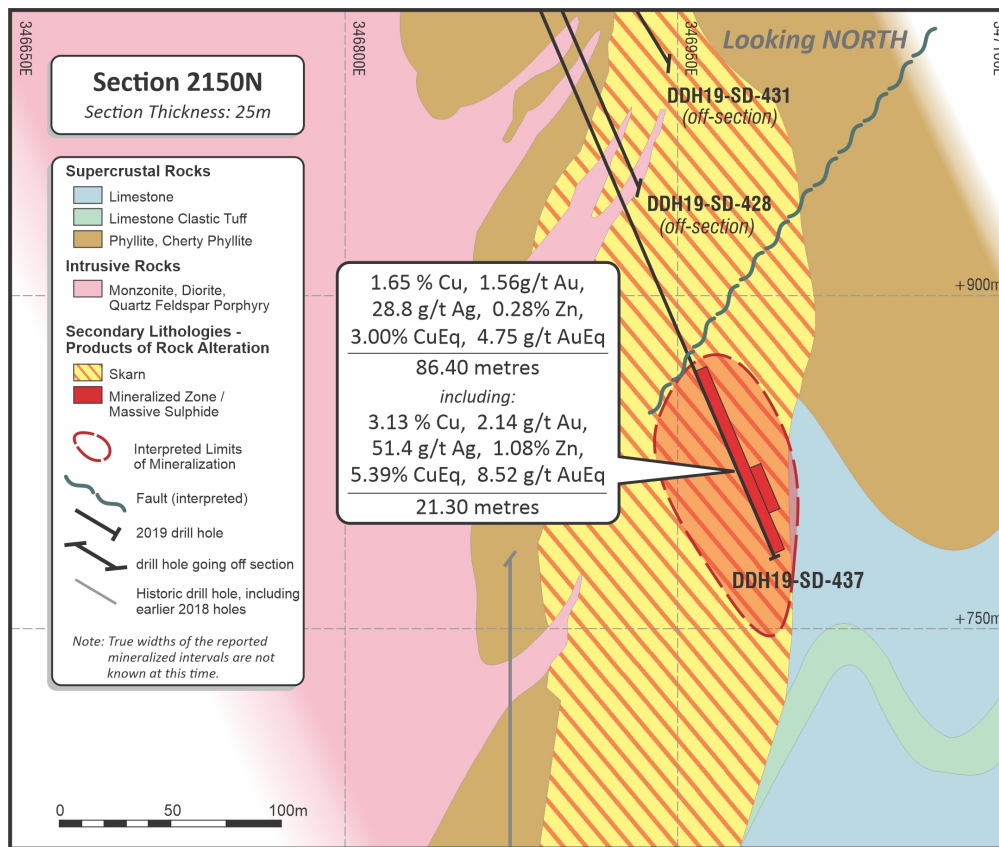 346650E
346800E
346950E
347100E
Looking NORTH
Section 2150N
Section Thickness: 25m
DDH19-SD-431
(off-section)
DDH19-SD-428
(off-section)
Supercrustal Rocks
Limestone
Limestone Clastic Tuff
Phyllite, Cherty Phyllite
Intrusive Rocks
Monzonite, Diorite,
Quartz Feldspar Porphyry
Secondary Lithologies -
Products of Rock Alteration
Skarn
Mineralized Zone /
Massive Sulphide
Interpreted Limits
of Mineralization
Fault (interpreted)
2019 drill hole
drill hole going off section
Historic drill hole, including
earlier 2018 holes
Note: True widths of the reported
mineralized intervals are not
known at this time.
1.65 % Cu, 1.56g/t Au,
28.8 g/t Ag, 0.28% Zn,
3.00% CuEq, 4.75 g/t AuEq
86.40 metres
including:
3.13 % Cu, 2.14 g/t Au,
51.4 g/t Ag, 1.08% Zn,
5.39% CuEq, 8.52 g/t AuEq
21.30 metres
+900m
DDH19-SD-437
+750m
0 50 100m